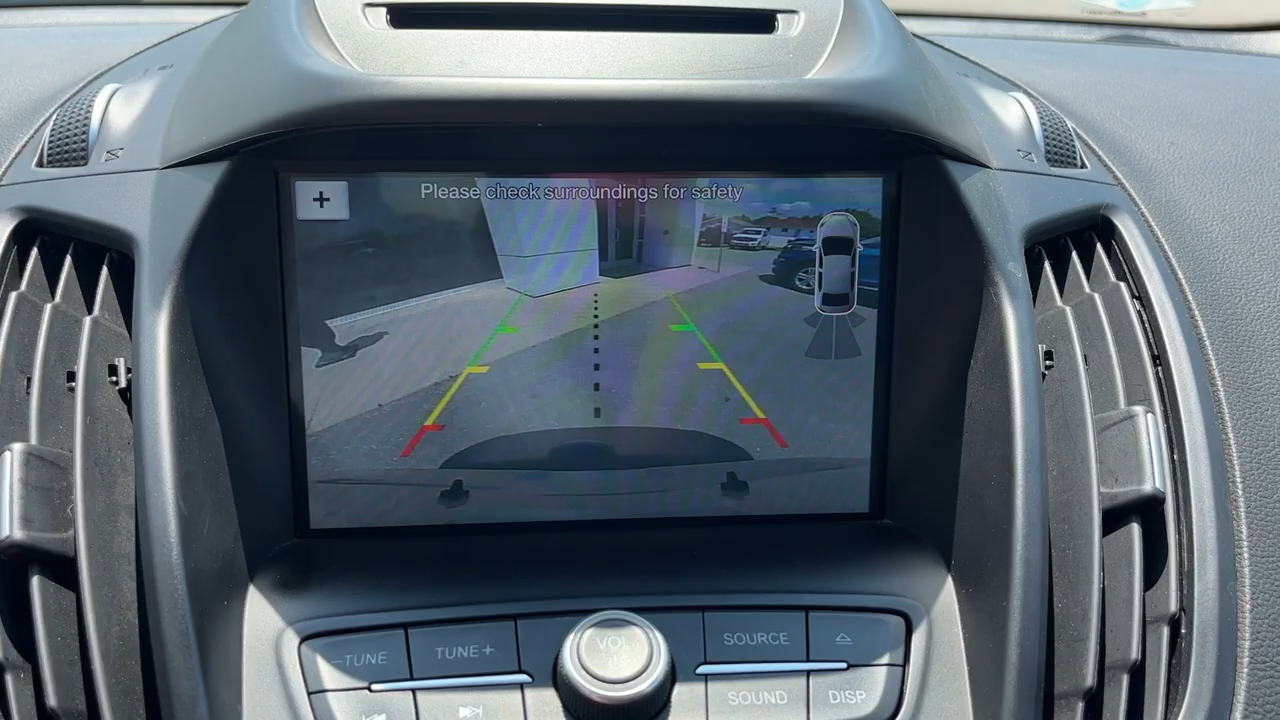 Please check surroundings for safety
+
VOL
-TUNE
TUNE+
SOURCE
SOUND
DISP